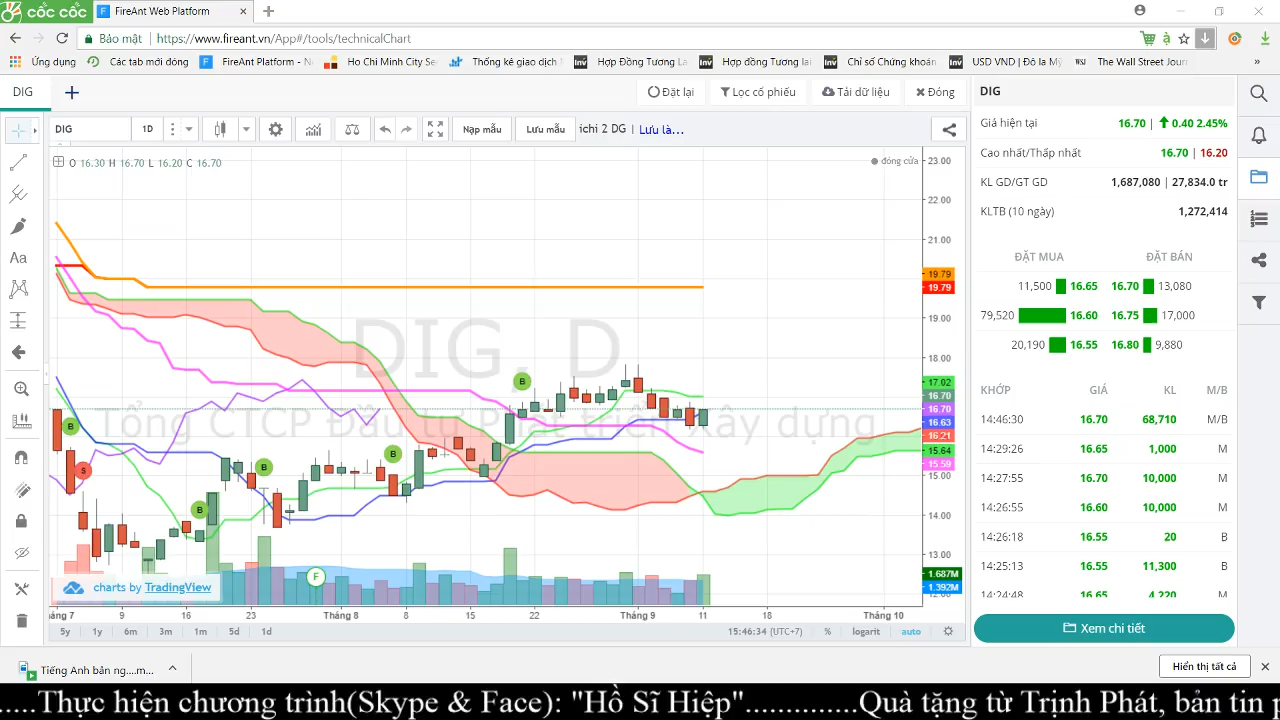 cốc cốc
FireAnt Web Platform
Bảo mật | https://www.fireant.vn/App#/tools/technicalChart
Ứng dụng
Các tab mới đóng
FireAnt Platform - N
Ho Chi Minh City Se
Thống kê giao dịch
Hợp Đồng Tương La
Hợp đồng Tương lai
Chỉ số Chứng khoán
USD VND | Đô la Mỹ
The Wall Street Journ
DIG
Đặt lại
Lọc cổ phiếu
Tải dữ liệu
Đóng
DIG
1D
Nạp mẫu
Lưu mẫu
ichi 2 DG | Lưu là...
O 16.30 H 16.70 L 16.20 C 16.70
đóng cửa
DIG, D
Tổng CTCP Đầu tư Phát triển Xây dựng
23.00
22.00
21.00
19.79
19.79
19.00
18.00
17.02
16.70
16.70
16.63
16.21
15.64
15.59
15.00
14.00
13.00
1.687M
1.392M
12.00
B
S
B
B
B
B
F
charts by TradingView
áng 7 9 16 23 Tháng 8 8 15 22 Tháng 9 11 18 Tháng 10
5y 1y 6m 3m 1m 5d 1d
15:46:34 (UTC+7) % logarit auto
DIG
Giá hiện tại 16.70 | 0.40 2.45%
Cao nhất/Thấp nhất 16.70 | 16.20
KL GD/GT GD 1,687,080 | 27,834.0 tr
KLTB (10 ngày) 1,272,414
ĐẶT MUA ĐẶT BÁN
11,500 16.65 16.70 13,080
79,520 16.60 16.75 17,000
20,190 16.55 16.80 9,880
KHỚP GIÁ KL M/B
14:46:30 16.70 68,710 M/B
14:29:26 16.65 1,000 M
14:27:55 16.70 10,000 M
14:26:55 16.60 10,000 M
14:26:18 16.55 20 B
14:25:13 16.55 11,300 B
14:24:48 16.65 4,220 M
Xem chi tiết
Tiếng Anh bản ng....m...
Hiển thị tất cả
.....Thực hiện chương trình(Skype & Face): "Hồ Sĩ Hiệp".............Quà tặng từ Trịnh Phát, bản tin p